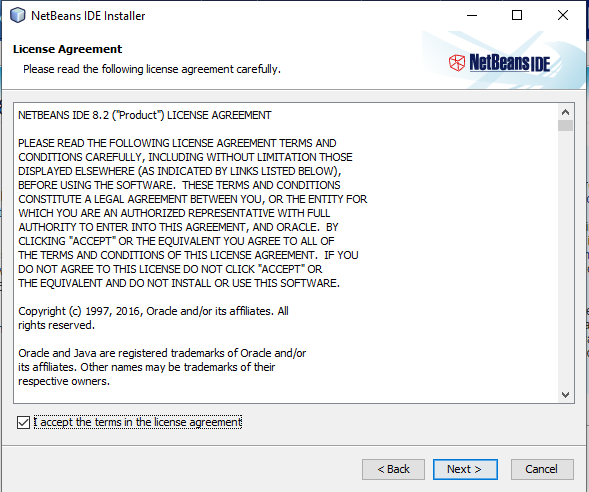 NetBeans IDE Installer
License Agreement
Please read the following license agreement carefully.
NetBeans IDE
NETBEANS IDE 8.2 ("Product") LICENSE AGREEMENT
PLEASE READ THE FOLLOWING LICENSE AGREEMENT TERMS AND
CONDITIONS CAREFULLY, INCLUDING WITHOUT LIMITATION THOSE
DISPLAYED ELSEWHERE (AS INDICATED BY LINKS LISTED BELOW),
BEFORE USING THE SOFTWARE.  THESE TERMS AND CONDITIONS
CONSTITUTE A LEGAL AGREEMENT BETWEEN YOU, OR THE ENTITY FOR
WHICH YOU ARE AN AUTHORIZED REPRESENTATIVE WITH FULL
AUTHORITY TO ENTER INTO THIS AGREEMENT, AND ORACLE.  BY
CLICKING "ACCEPT" OR THE EQUIVALENT YOU AGREE TO ALL OF
THE TERMS AND CONDITIONS OF THIS LICENSE AGREEMENT.  IF YOU
DO NOT AGREE TO THIS LICENSE DO NOT CLICK "ACCEPT" OR
THE EQUIVALENT AND DO NOT INSTALL OR USE THIS SOFTWARE.
Copyright (c) 1997, 2016, Oracle and/or its affiliates. All
rights reserved.
Oracle and Java are registered trademarks of Oracle and/or
its affiliates. Other names may be trademarks of their
respective owners.
I accept the terms in the license agreement
< Back
Next >
Cancel